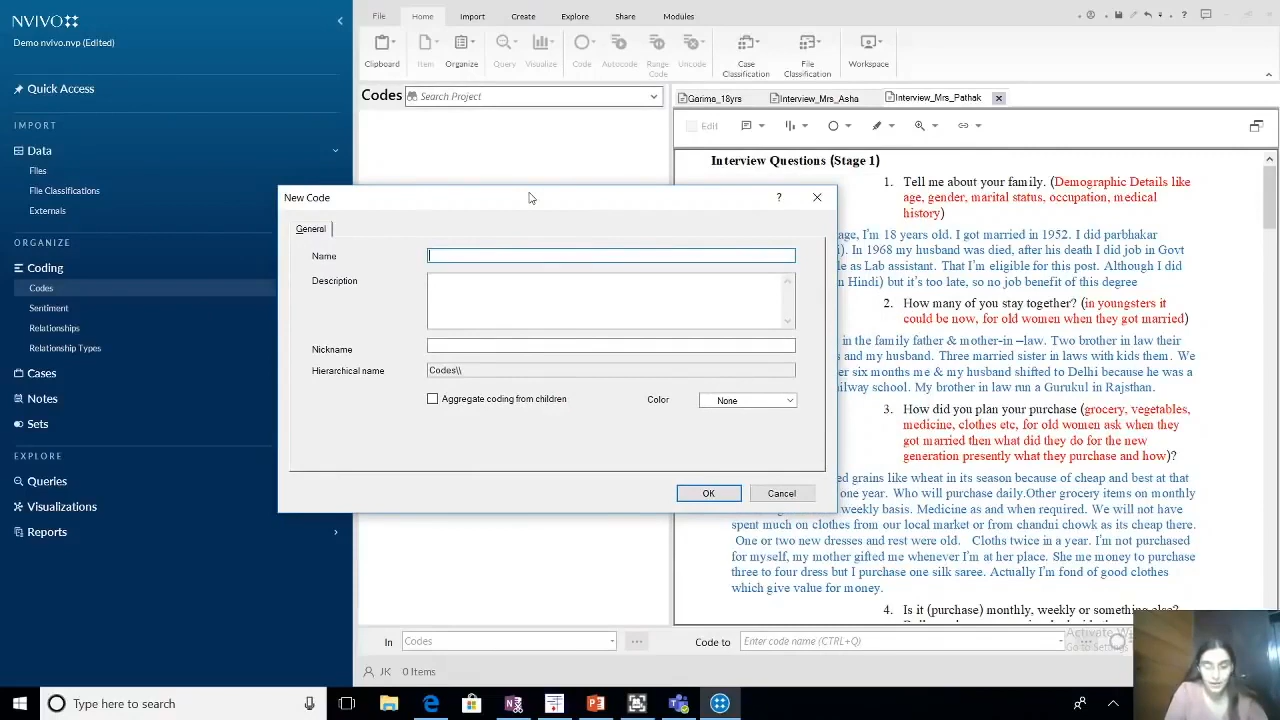 NVIVO
Demo nvivo.nvp (Edited)
Quick Access
IMPORT
Data
Files
File Classifications
Externals
ORGANIZE
Coding
Codes
Sentiment
Relationships
Relationship Types
Cases
Notes
Sets
EXPLORE
Queries
Visualizations
Reports
File
Home
Import
Create
Explore
Share
Modules
Clipboard
Item
Organize
Query
Visualize
Code
Autocode
Range
Code
Uncode
Case
Classification
File
Classification
Workspace
Codes
Search Project
Garima_18yrs
Interview_Mrs_Asha
Interview_Mrs_Pathak
Edit
Interview Questions (Stage 1)
1. Tell me about your family. (Demographic Details like
age, gender, marital status, occupation, medical
history)
age, I'm 18 years old. I got married in 1952. I did parbhakar
). In 1968 my husband was died, after his death I did job in Govt
le as Lab assistant. That I'm eligible for this post. Although I did
n Hindi) but it's too late, so no job benefit of this degree
2. How many of you stay together? (in youngsters it
could be now, for old women when they got married)
in the family father & mother-in –law. Two brother in law their
s and my husband. Three married sister in laws with kids them. We
er six months me & my husband shifted to Delhi because he was a
ilway school. My brother in law run a Gurukul in Rajsthan.
3. How did you plan your purchase (grocery, vegetables,
medicine, clothes etc, for old women ask when they
got married then what did they do for the new
generation presently what they purchase and how)?
ed grains like wheat in its season because of cheap and best at that
one year. Who will purchase daily.Other grocery items on monthly
weekly basis. Medicine as and when required. We will not have
spent much on clothes from our local market or from chandni chowk as its cheap there.
One or two new dresses and rest were old. Cloths twice in a year. I'm not purchased
for myself, my mother gifted me whenever I'm at her place. She me money to purchase
three to four dress but I purchase one silk saree. Actually I'm fond of good clothes
which give value for money.
4. Is it (purchase) monthly, weekly or something else?
New Code
General
Name
Description
Nickname
Hierarchical name
Codes\\
Aggregate coding from children
Color
None
OK
Cancel
In
Codes
Code to
Enter code name (CTRL+Q)
Activate
Go to Settings
JK
0 Items
Type here to search